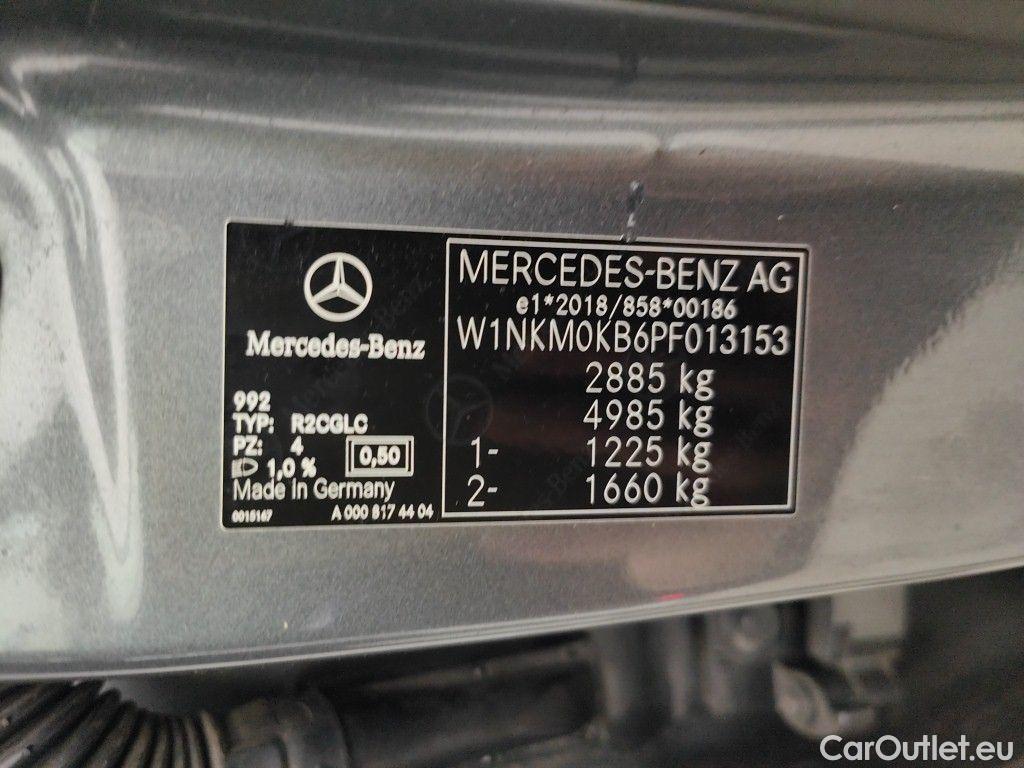 Mercedes-Benz
992
TYP: R2CGLC
PZ: 4
0,50
1,0 %
Made in Germany
0015167
A 000 817 44 04
MERCEDES-BENZ AG
e1*2018/858*00186
W1NKM0KB6PF013153
2885 kg
4985 kg
1- 1225 kg
2- 1660 kg
CarOutlet.eu